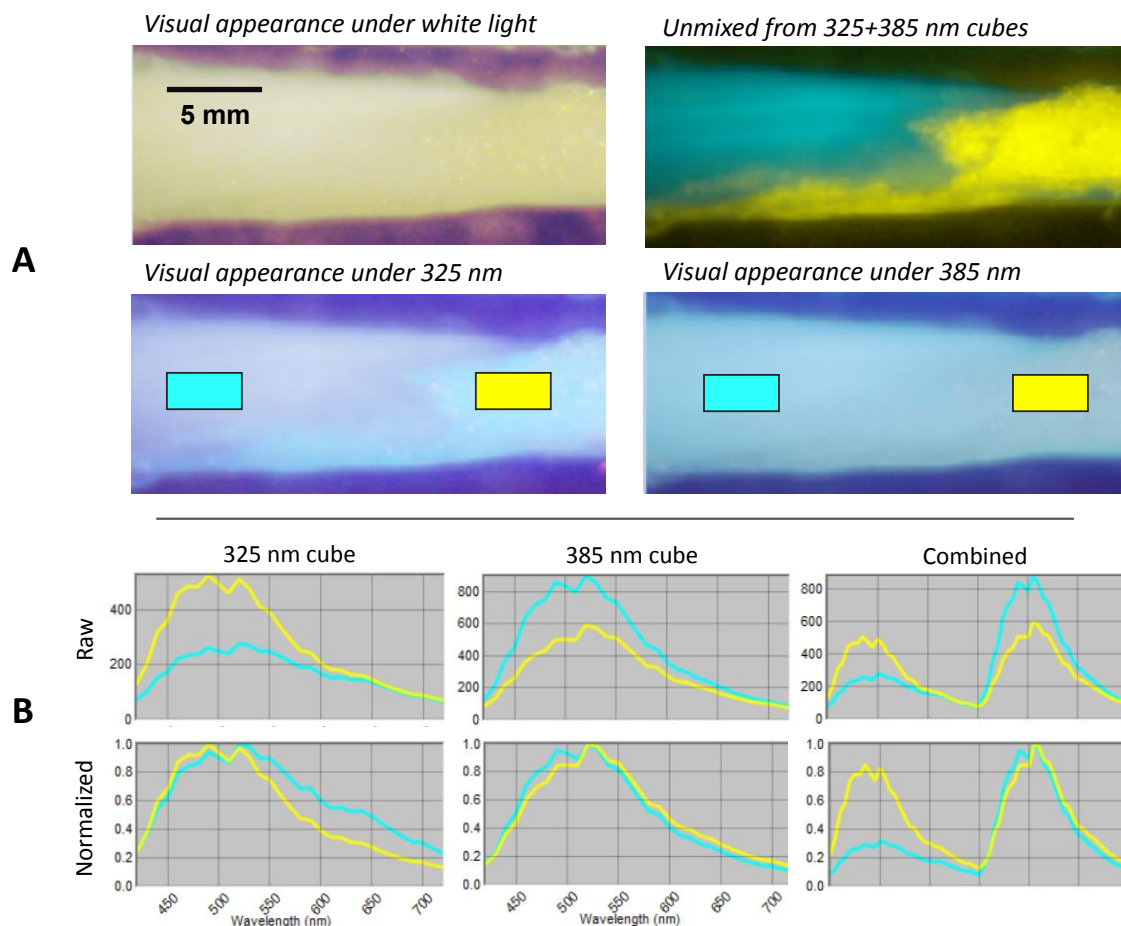 Visual appearance under white light
Unmixed from 325+385 nm cubes
5 mm
A
Visual appearance under 325 nm
Visual appearance under 385 nm
325 nm cube
385 nm cube
Combined
Raw
400
200
0
800
600
400
200
0
800
600
400
200
0
B
Normalized
1.0
0.8
0.6
0.4
0.2
0.0
1.0
0.8
0.6
0.4
0.2
0.0
1.0
0.8
0.6
0.4
0.2
0.0
450 500 550 600 650 700
Wavelength (nm)
450 500 550 600 650 700
Wavelength (nm)